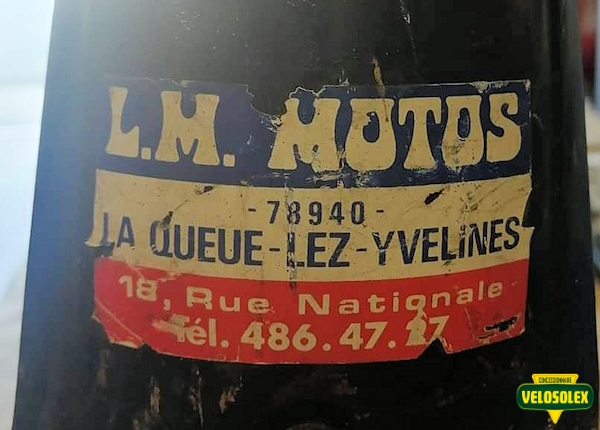 L.M. MOTOS
-78940-
LA QUEUE-LEZ-YVELINES
18, Rue Nationale
Tél. 486.47.27
CONCESSIONNAIRE
VELOSOLEX